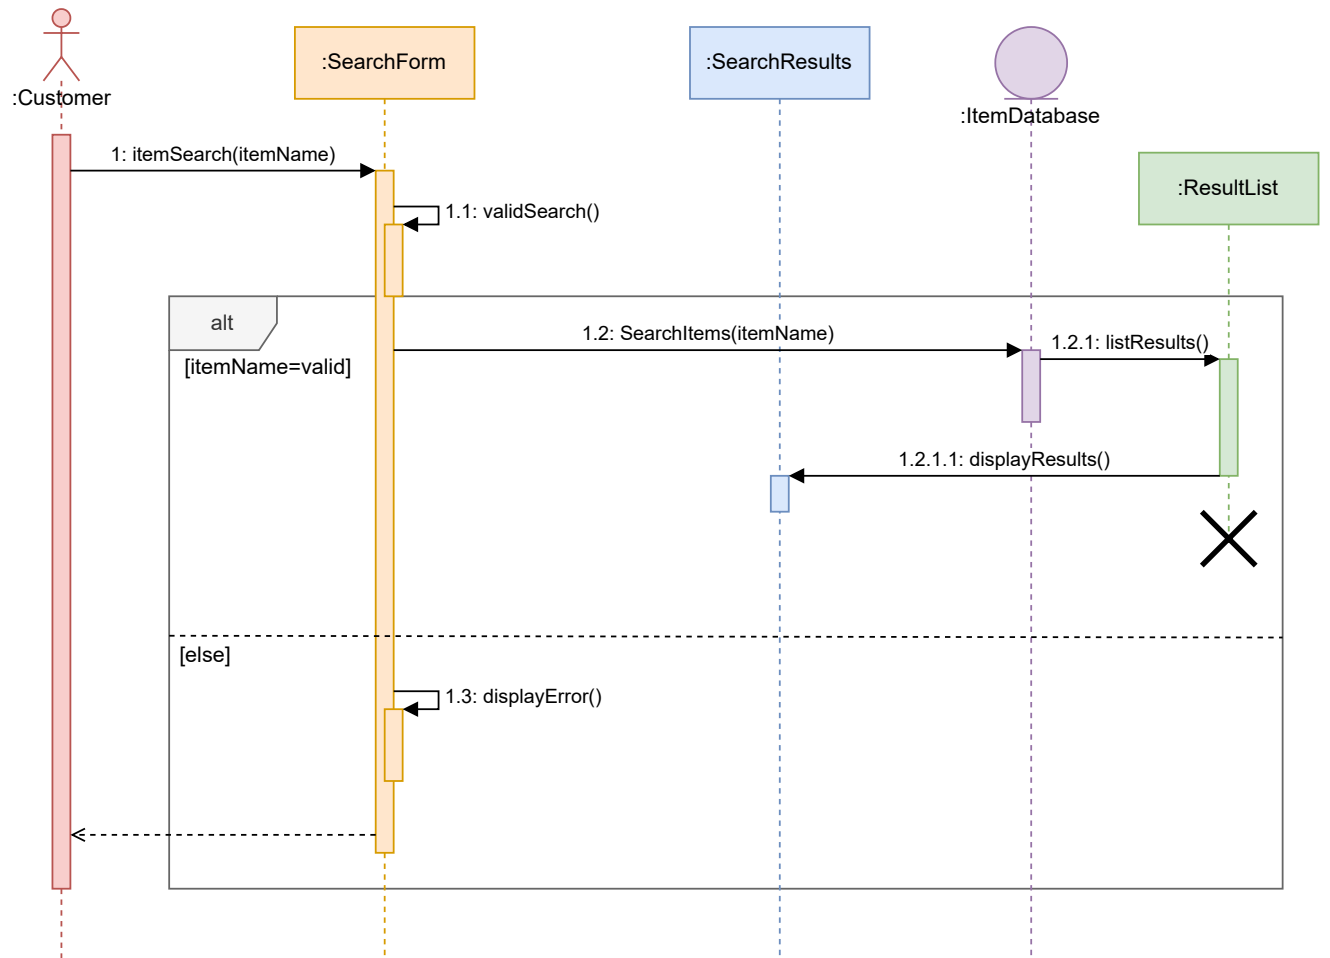 :Customer
:SearchForm
:SearchResults
:ItemDatabase
:ResultList
1: itemSearch(itemName)
1.1: validSearch()
alt
[itemName=valid]
1.2: SearchItems(itemName)
1.2.1: listResults()
1.2.1.1: displayResults()
[else]
1.3: displayError()